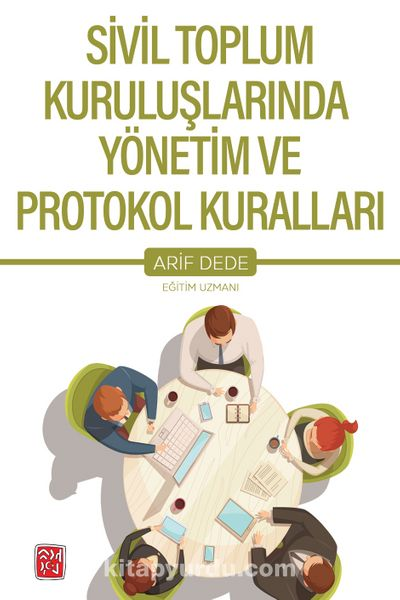 SİVİL TOPLUM
KURULUŞLARINDA
YÖNETİM VE
PROTOKOL KURALLARI
ARİF DEDE
EĞİTİM UZMANI
kitapyurdu.com